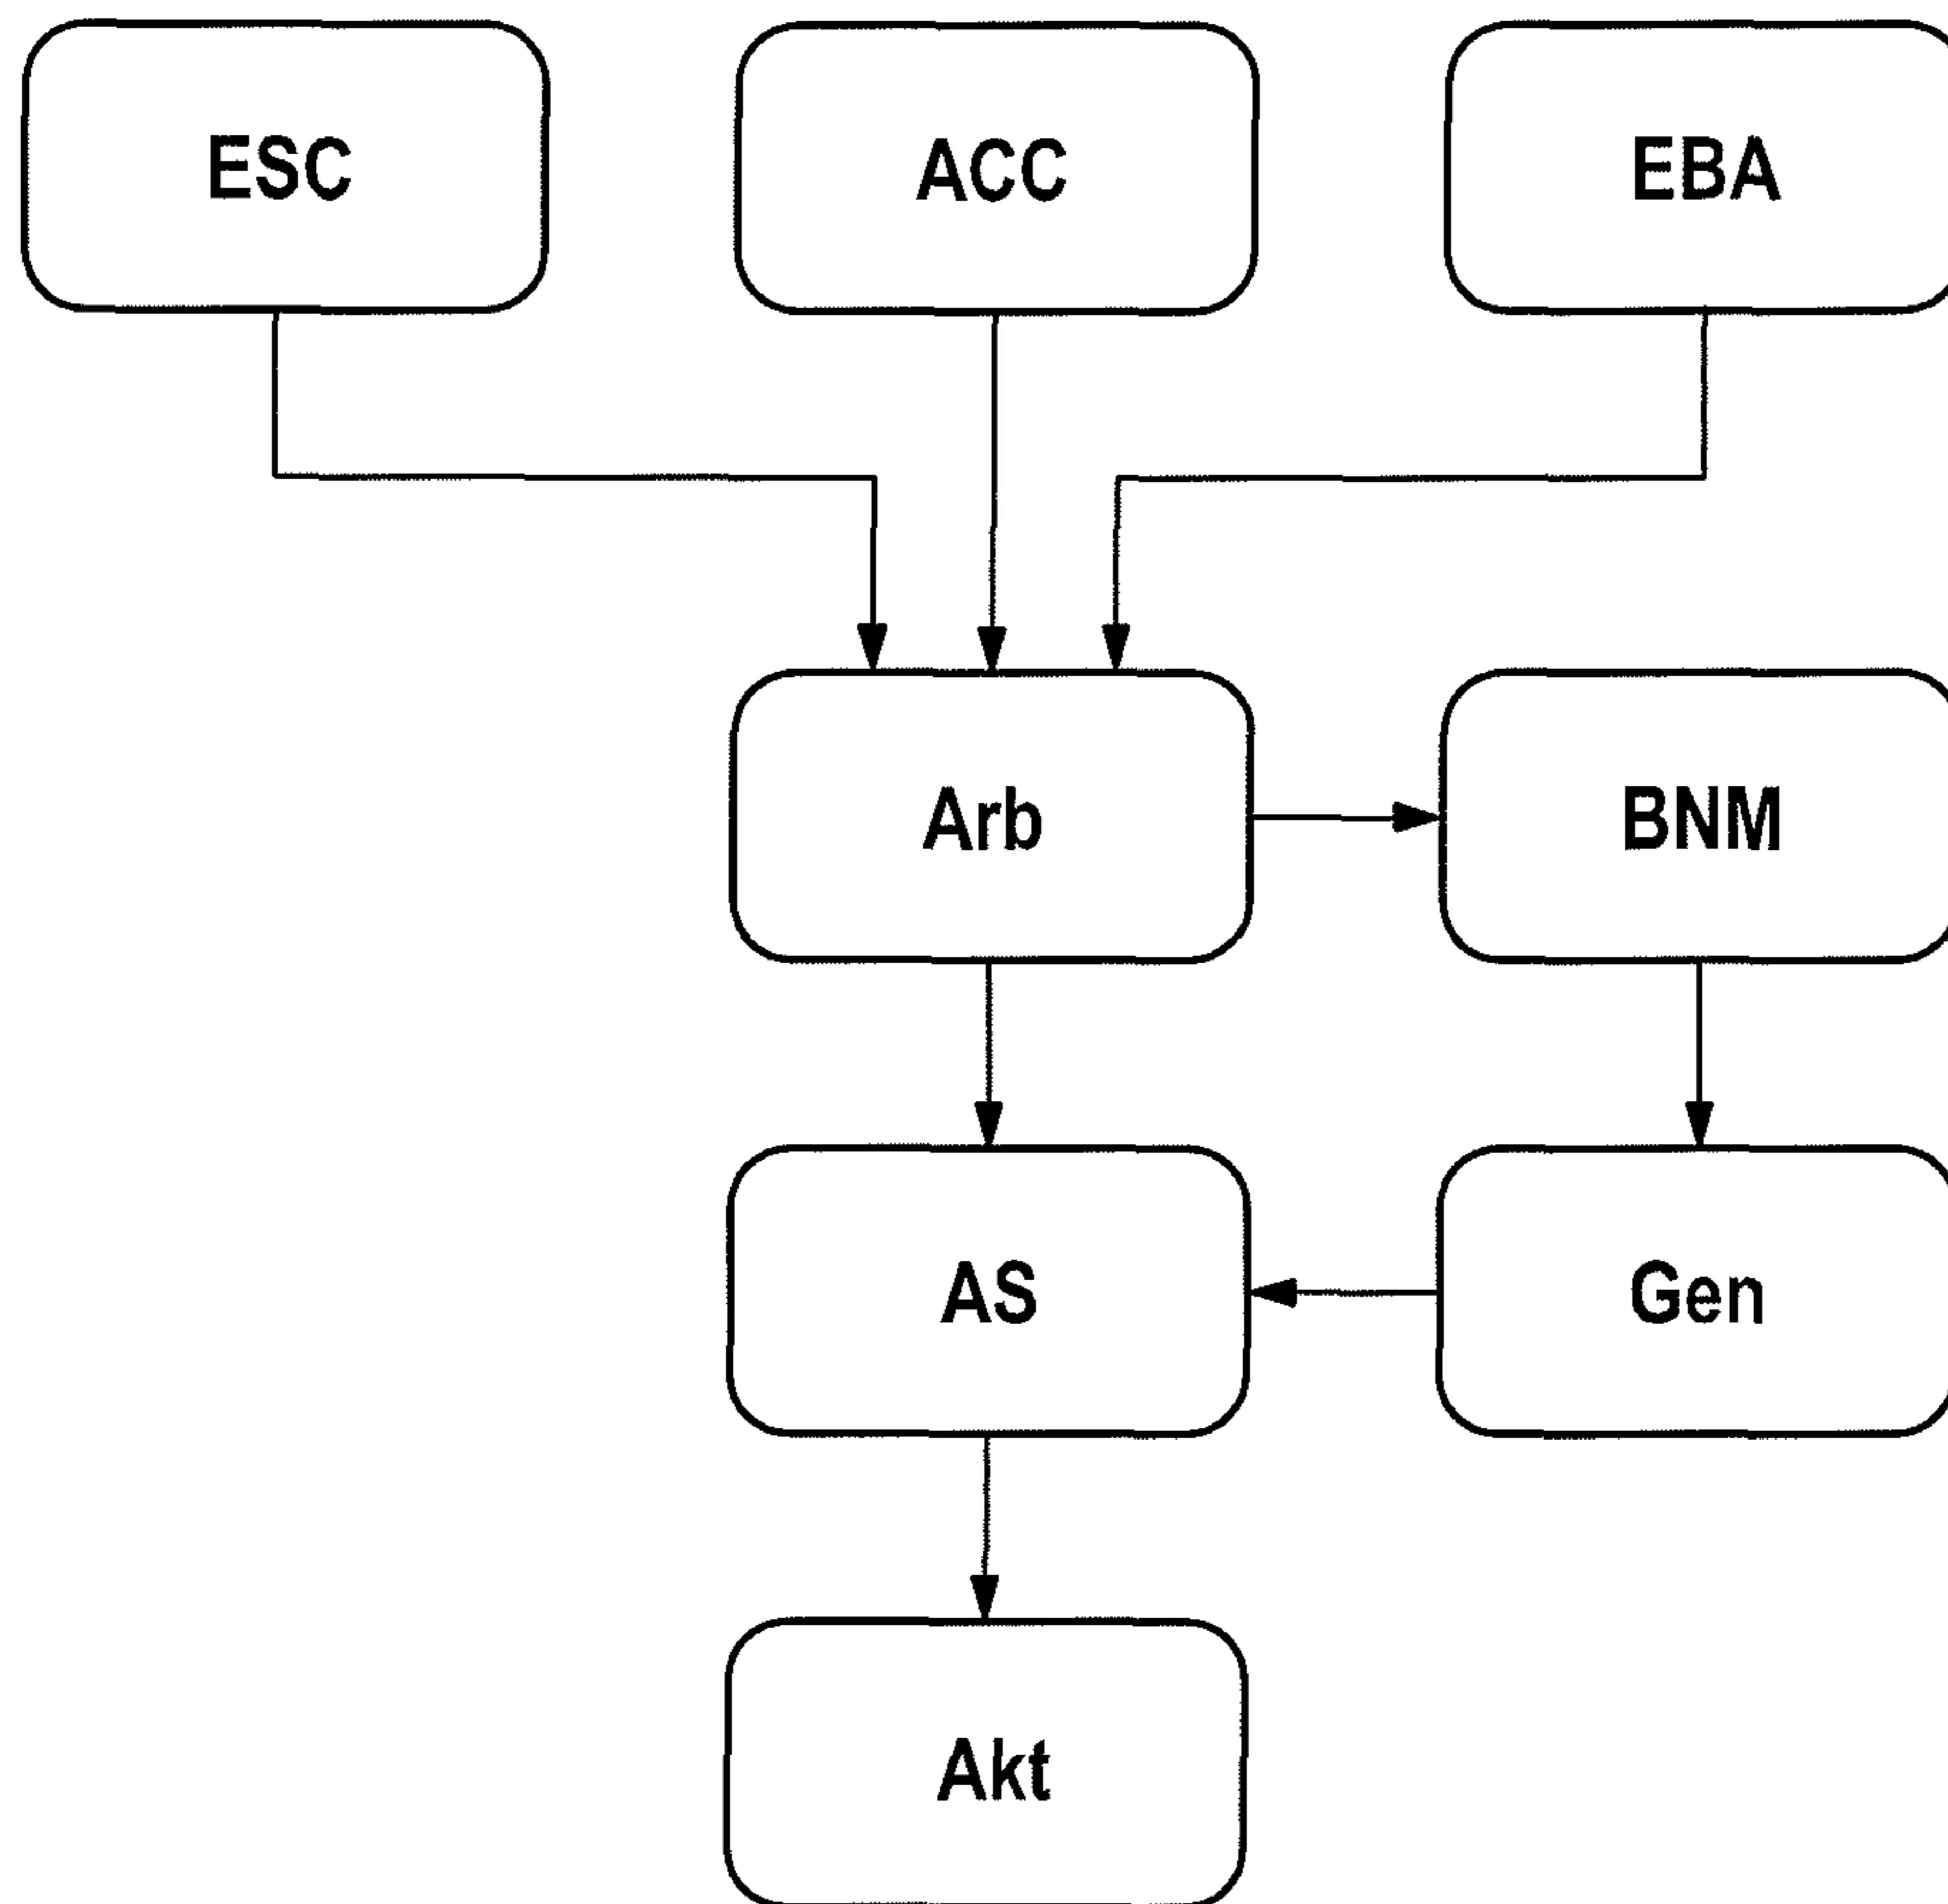 ESC
ACC
EBA
Arb
BNM
AS
Gen
Akt